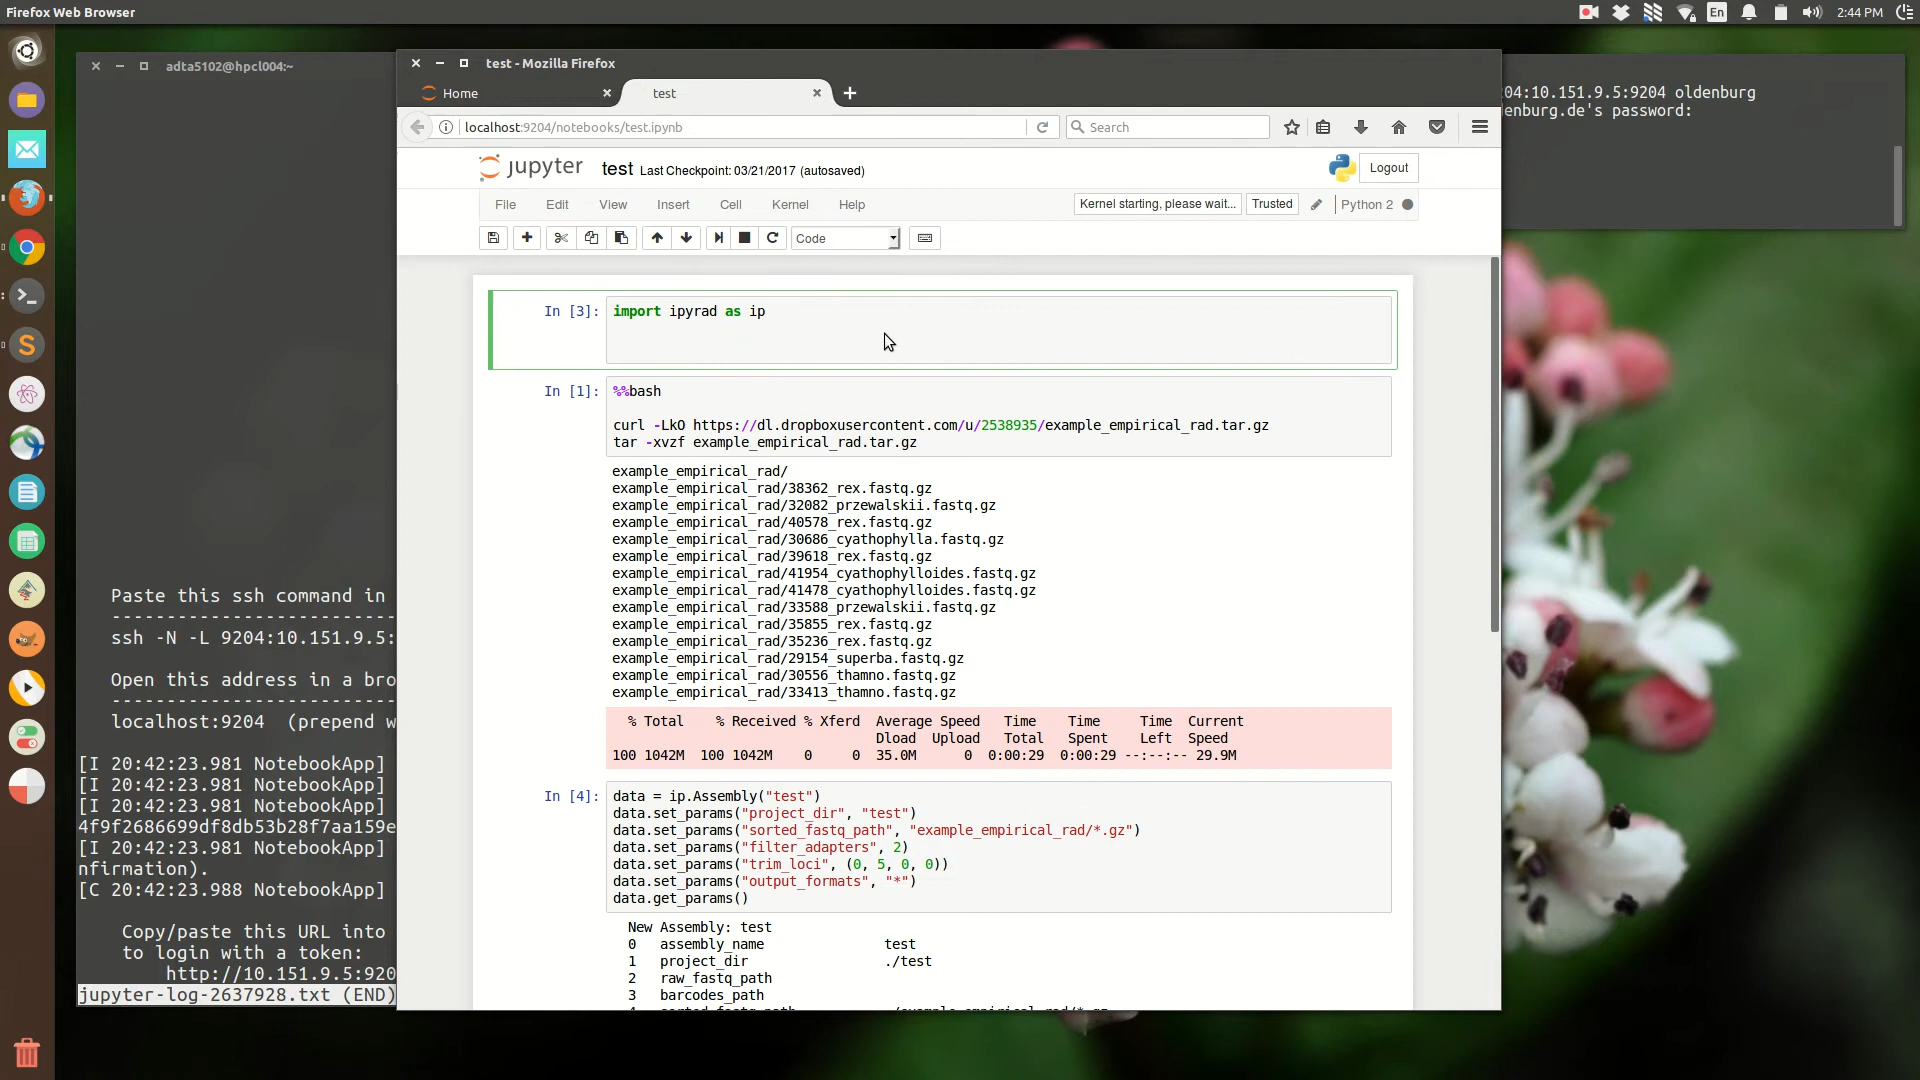 Firefox Web Browser
En
2:44 PM
adta5102@hpcl004:~
Paste this ssh command in
------------------------------
ssh -N -L 9204:10.151.9.5:
Open this address in a bro
------------------------------
localhost:9204 (prepend w
[I 20:42:23.981 NotebookApp]
[I 20:42:23.981 NotebookApp]
[I 20:42:23.981 NotebookApp]
4f9f2686699df8db53b28f7aa159e
[I 20:42:23.981 NotebookApp]
nfirmation).
[C 20:42:23.988 NotebookApp]
Copy/paste this URL into
to login with a token:
http://10.151.9.5:920
jupyter-log-2637928.txt (END)
test - Mozilla Firefox
Home
test
localhost:9204/notebooks/test.ipynb
Search
jupyter test Last Checkpoint: 03/21/2017 (autosaved)
Logout
File Edit View Insert Cell Kernel Help
Kernel starting, please wait...
Trusted
Python 2
Code
In [3]: import ipyrad as ip
In [1]: %%bash
curl -LkO https://dl.dropboxusercontent.com/u/2538935/example_empirical_rad.tar.gz
tar -xvzf example_empirical_rad.tar.gz
example_empirical_rad/
example_empirical_rad/38362_rex.fastq.gz
example_empirical_rad/32082_przewalskii.fastq.gz
example_empirical_rad/40578_rex.fastq.gz
example_empirical_rad/30686_cyathophylla.fastq.gz
example_empirical_rad/39618_rex.fastq.gz
example_empirical_rad/41954_cyathophylloides.fastq.gz
example_empirical_rad/41478_cyathophylloides.fastq.gz
example_empirical_rad/33588_przewalskii.fastq.gz
example_empirical_rad/35855_rex.fastq.gz
example_empirical_rad/35236_rex.fastq.gz
example_empirical_rad/29154_superba.fastq.gz
example_empirical_rad/30556_thamno.fastq.gz
example_empirical_rad/33413_thamno.fastq.gz
% Total % Received % Xferd Average Speed Time Time Time Current
Dload Upload Total Spent Left Speed
100 1042M 100 1042M 0 0 35.0M 0 0:00:29 0:00:29 --:--:-- 29.9M
In [4]: data = ip.Assembly("test")
data.set_params("project_dir", "test")
data.set_params("sorted_fastq_path", "example_empirical_rad/*.gz")
data.set_params("filter_adapters", 2)
data.set_params("trim_loci", (0, 5, 0, 0))
data.set_params("output_formats", "*")
data.get_params()
New Assembly: test
0 assembly_name test
1 project_dir ./test
2 raw_fastq_path
3 barcodes_path
04:10.151.9.5:9204 oldenburg
enburg.de's password: